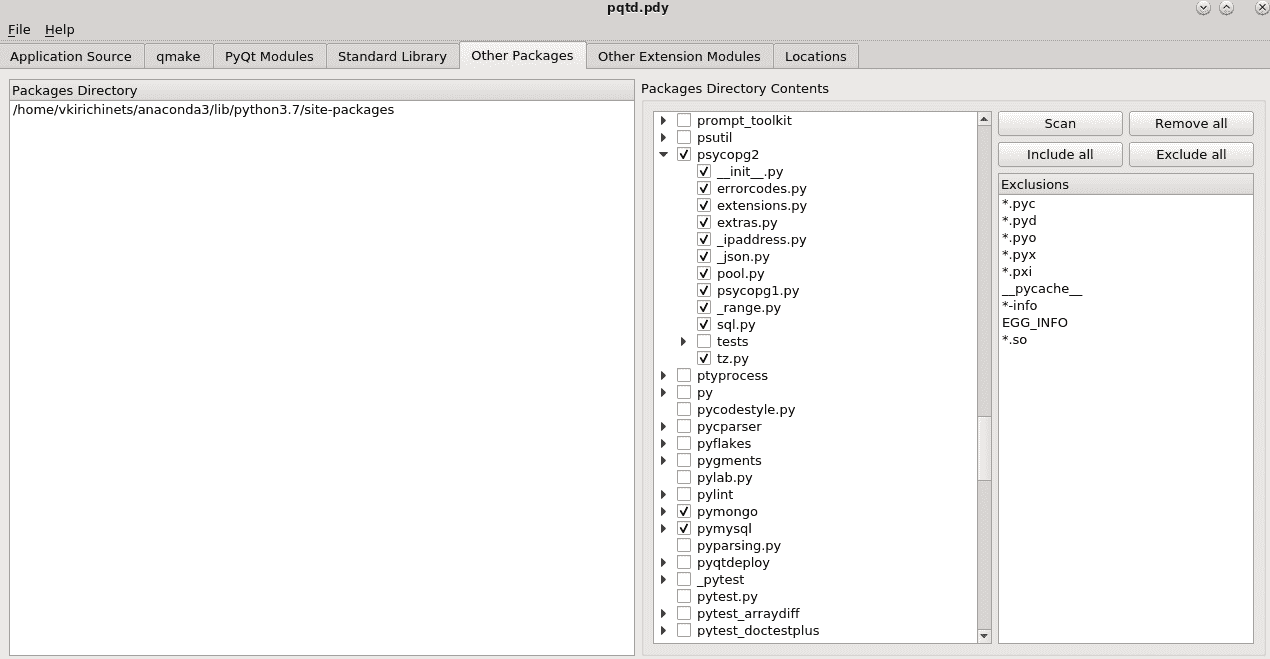 pqtd.pdy
File Help
Application Source qmake PyQt Modules Standard Library Other Packages Other Extension Modules Locations
Packages Directory
/home/vkirichinets/anaconda3/lib/python3.7/site-packages
Packages Directory Contents
prompt_toolkit
psutil
psycopg2
__init__.py
errorcodes.py
extensions.py
extras.py
_ipaddress.py
_json.py
pool.py
psycopg1.py
_range.py
sql.py
tests
tz.py
ptyprocess
py
pycodestyle.py
pycparser
pyflakes
pygments
pylab.py
pylint
pymongo
pymysql
pyparsing.py
pyqtdeploy
_pytest
pytest.py
pytest_arraydiff
pytest_doctestplus
Scan Remove all
Include all Exclude all
Exclusions
*.pyc
*.pyd
*.pyo
*.pyx
*.pxi
__pycache__
*-info
EGG_INFO
*.so